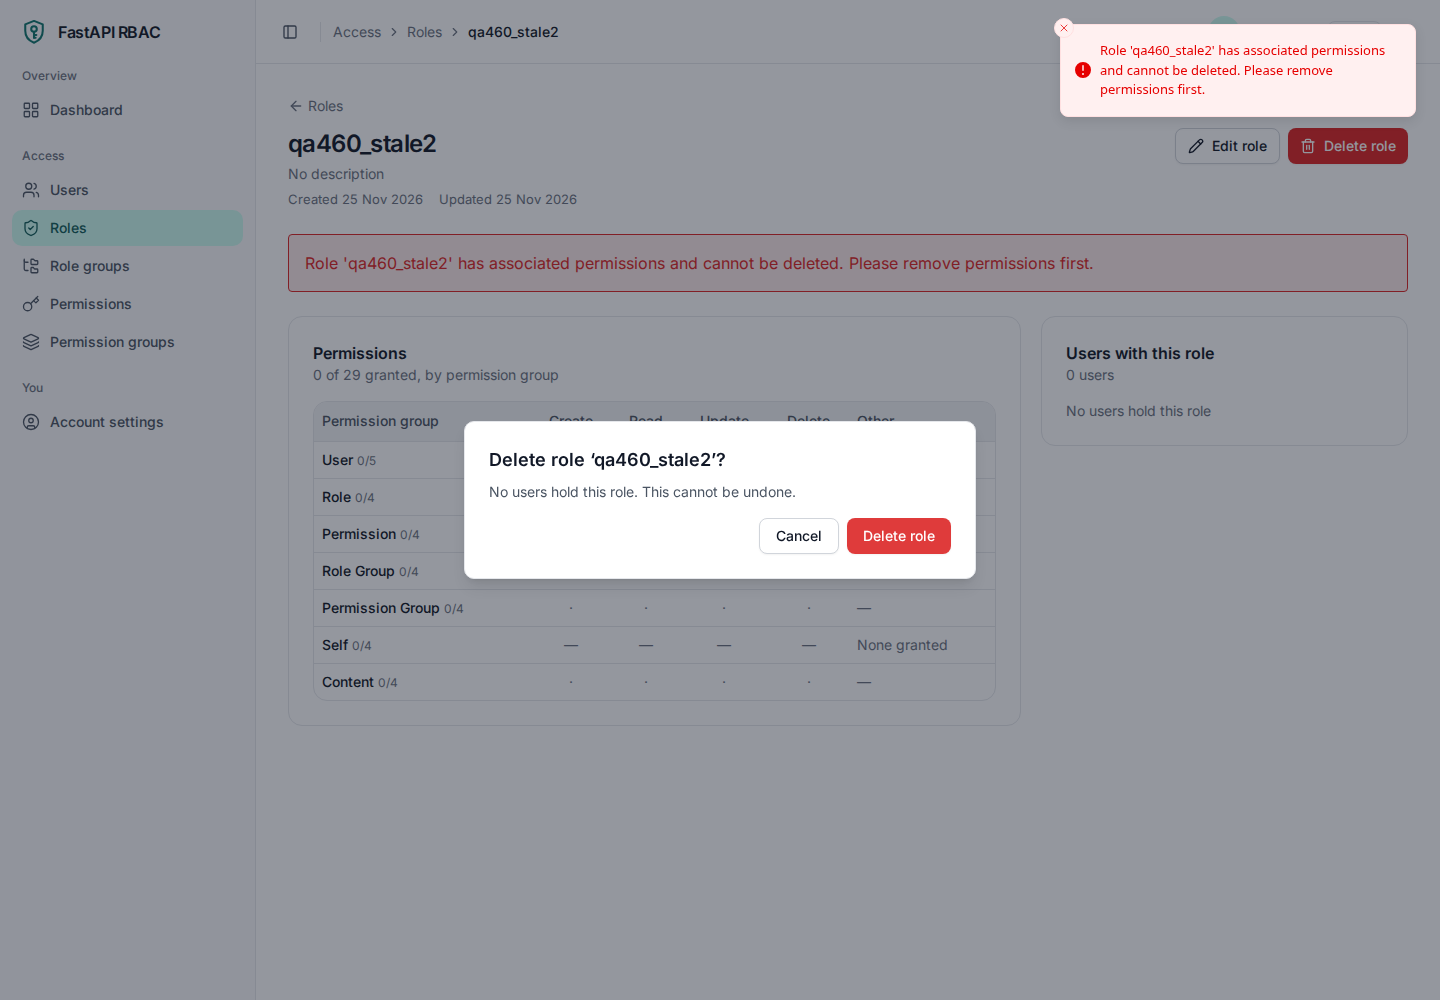 FastAPI RBAC
Overview
Dashboard
Access
Users
Roles
Role groups
Permissions
Permission groups
You
Account settings
Access > Roles > qa460_stale2
Role 'qa460_stale2' has associated permissions
and cannot be deleted. Please remove
permissions first.
← Roles
qa460_stale2
No description
Created 25 Nov 2026 Updated 25 Nov 2026
Edit role
Delete role
Role 'qa460_stale2' has associated permissions and cannot be deleted. Please remove permissions first.
Permissions
0 of 29 granted, by permission group
Permission group Create Read Update Delete Other
User 0/5
Role 0/4
Permission 0/4
Role Group 0/4
Permission Group 0/4 · · · · —
Self 0/4 — — — — None granted
Content 0/4 · · · · —
Users with this role
0 users
No users hold this role
Delete role ‘qa460_stale2’?
No users hold this role. This cannot be undone.
Cancel
Delete role